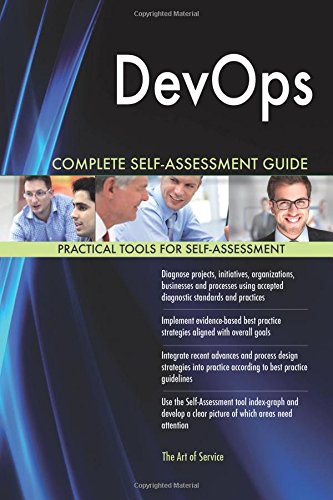 DevOps
COMPLETE SELF-ASSESSMENT GUIDE
PRACTICAL TOOLS FOR SELF-ASSESSMENT
Diagnose projects, initiatives, organizations,
businesses and processes using accepted
diagnostic standards and practices
Implement evidence-based best practice
strategies aligned with overall goals
Integrate recent advances and process design
strategies into practice according to best practice
guidelines
Use the Self-Assessment tool index-graph and
develop a clear picture of which areas need
attention
The Art of Service